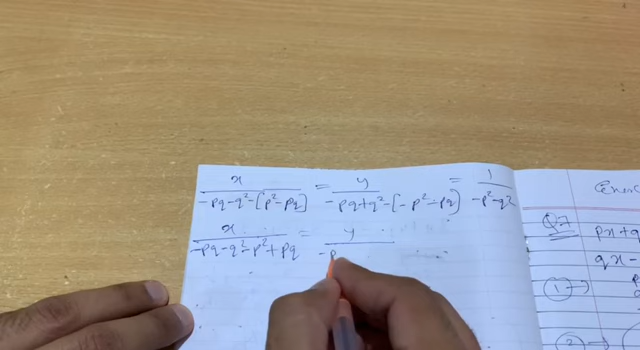 x/(-pq-q²-[p²-pq]) = y/(-pq+q²-(-p²-pq)) = 1/(-p²-q²)
x/(-pq-q²-p²+pq) = y/(-p
Q7
px+q
qx-
1 →
2 →